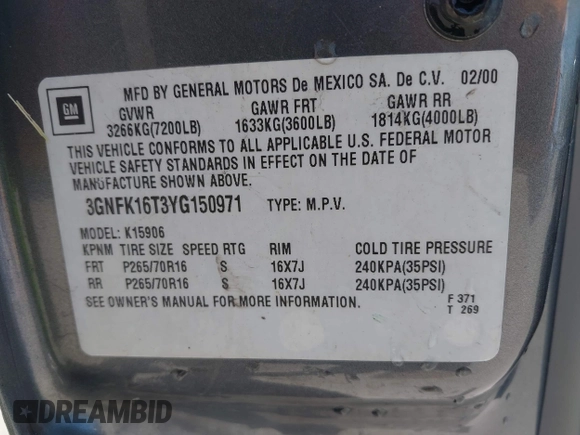 GM
MFD BY GENERAL MOTORS De MEXICO SA. De C.V. 02/00
GVWR GAWR FRT GAWR RR
3266KG(7200LB) 1633KG(3600LB) 1814KG(4000LB)
THIS VEHICLE CONFORMS TO ALL APPLICABLE U.S. FEDERAL MOTOR
VEHICLE SAFETY STANDARDS IN EFFECT ON THE DATE OF
MANUFACTURE SHOWN ABOVE.
3GNFK16T3YG150971 TYPE: M.P.V.
MODEL: K15906
KPNM TIRE SIZE SPEED RTG RIM COLD TIRE PRESSURE
FRT P265/70R16 S 16X7J 240KPA(35PSI)
RR P265/70R16 S 16X7J 240KPA(35PSI)
SEE OWNER'S MANUAL FOR MORE INFORMATION.
F 371
T 269
DREAMBID